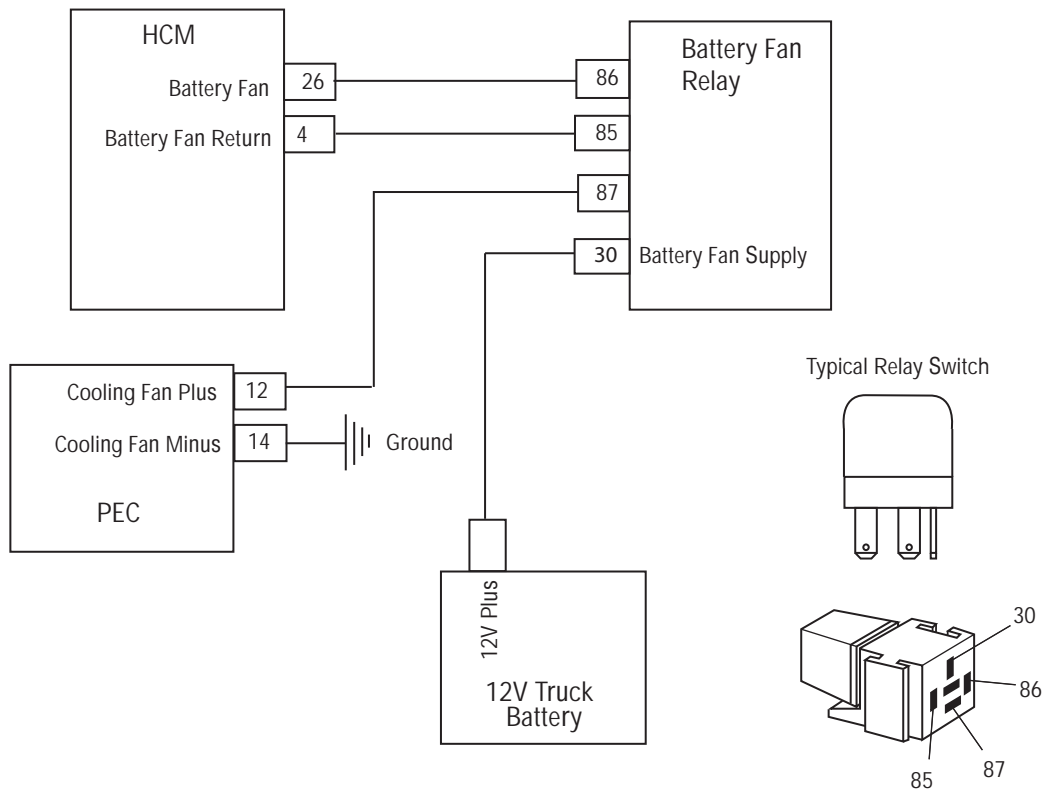 HCM
Battery Fan
26
Battery Fan Return
4
Battery Fan
Relay
86
85
87
30
Battery Fan Supply
Cooling Fan Plus
12
Cooling Fan Minus
14
Ground
PEC
12V Plus
12V Truck
Battery
Typical Relay Switch
30
86
87
85